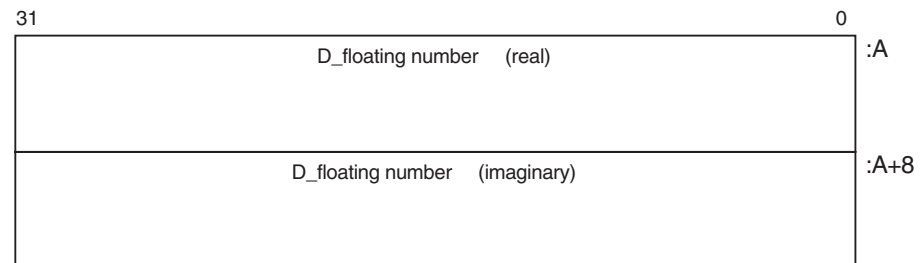 31 0
D_floating number (real) :A
D_floating number (imaginary) :A+8